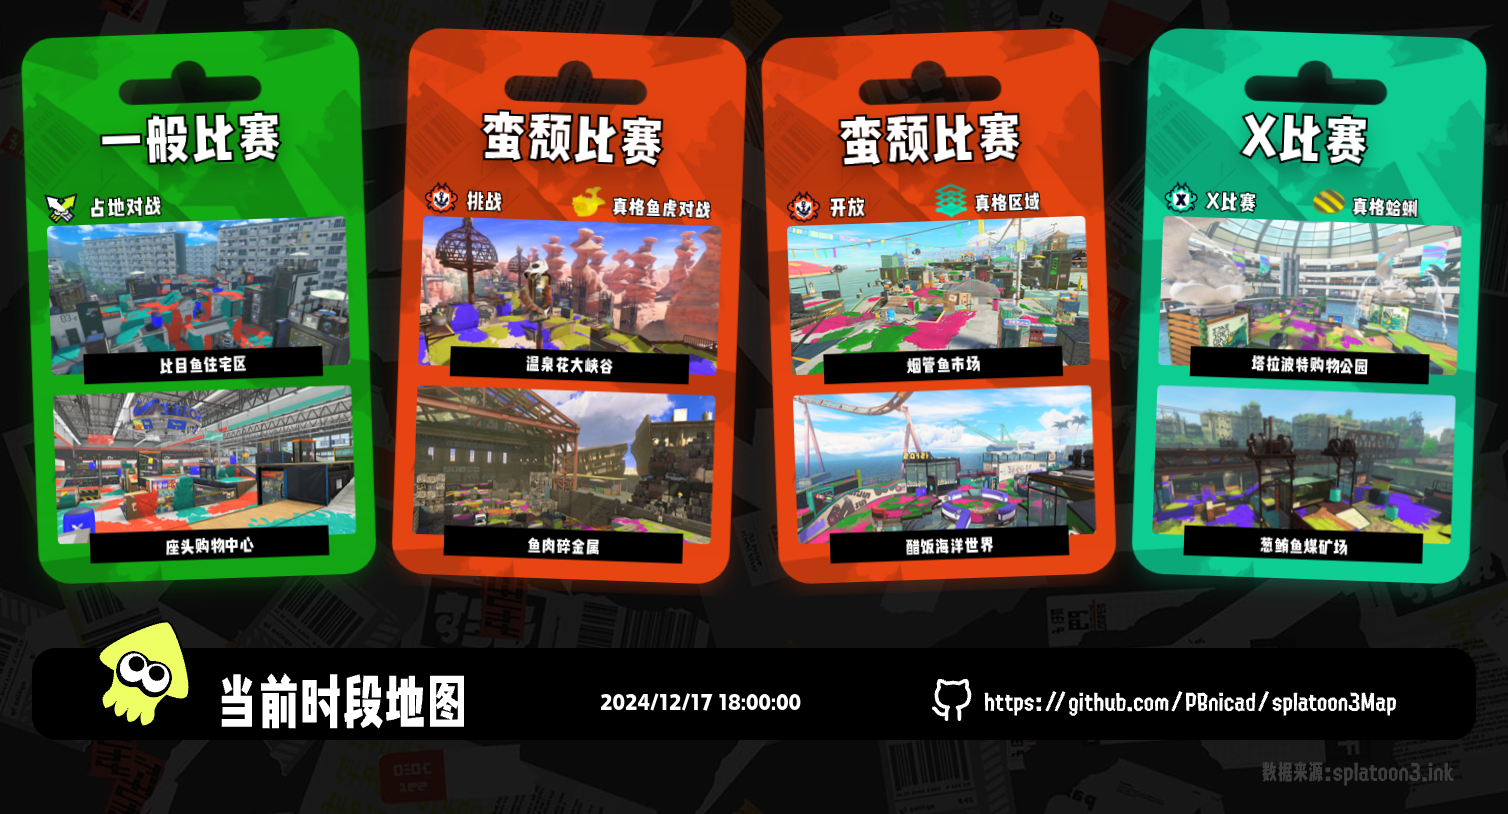 一般比赛
占地对战
比目鱼住宅区
座头购物中心
蛮颓比赛
挑战
真格鱼虎对战
温泉花大峡谷
鱼肉碎金属
蛮颓比赛
开放
真格区域
烟管鱼市场
醋饭海洋世界
X比赛
X比赛
真格蛤蜊
塔拉波特购物公园
葱鲔鱼煤矿场
当前时段地图
2024/12/17 18:00:00
https://github.com/PBnicad/splatoon3Map
数据来源:splatoon3.ink